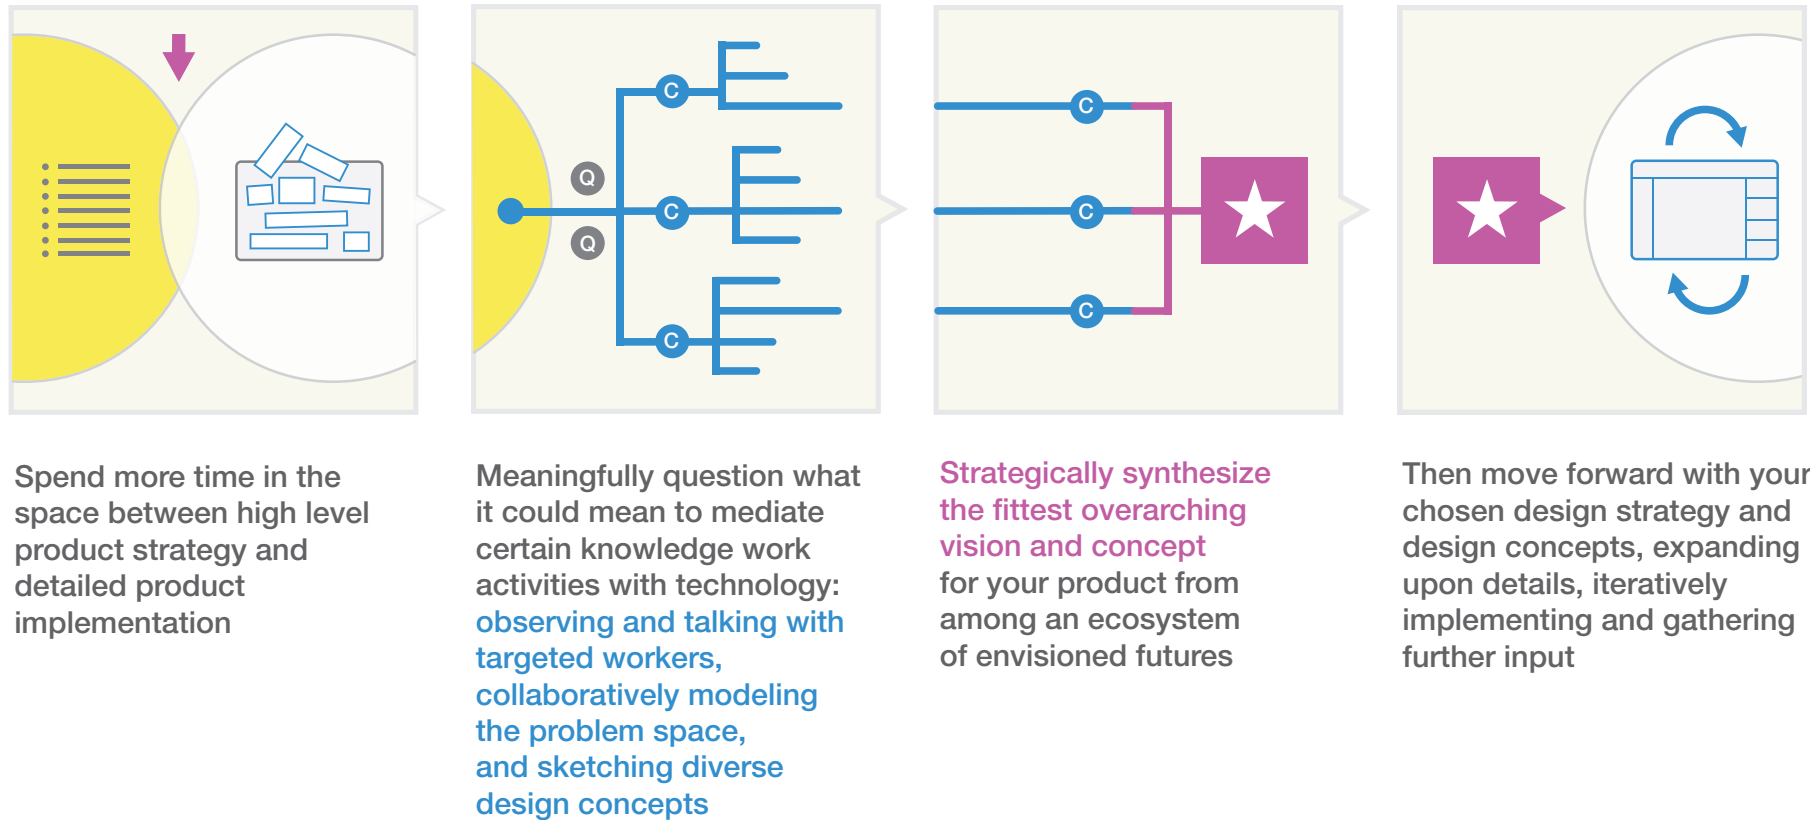 Q
Q
C
C
C
C
C
C
Spend more time in the
space between high level
product strategy and
detailed product
implementation
Meaningfully question what
it could mean to mediate
certain knowledge work
activities with technology:
observing and talking with
targeted workers,
collaboratively modeling
the problem space,
and sketching diverse
design concepts
Strategically synthesize
the fittest overarching
vision and concept
for your product from
among an ecosystem
of envisioned futures
Then move forward with your
chosen design strategy and
design concepts, expanding
upon details, iteratively
implementing and gathering
further input